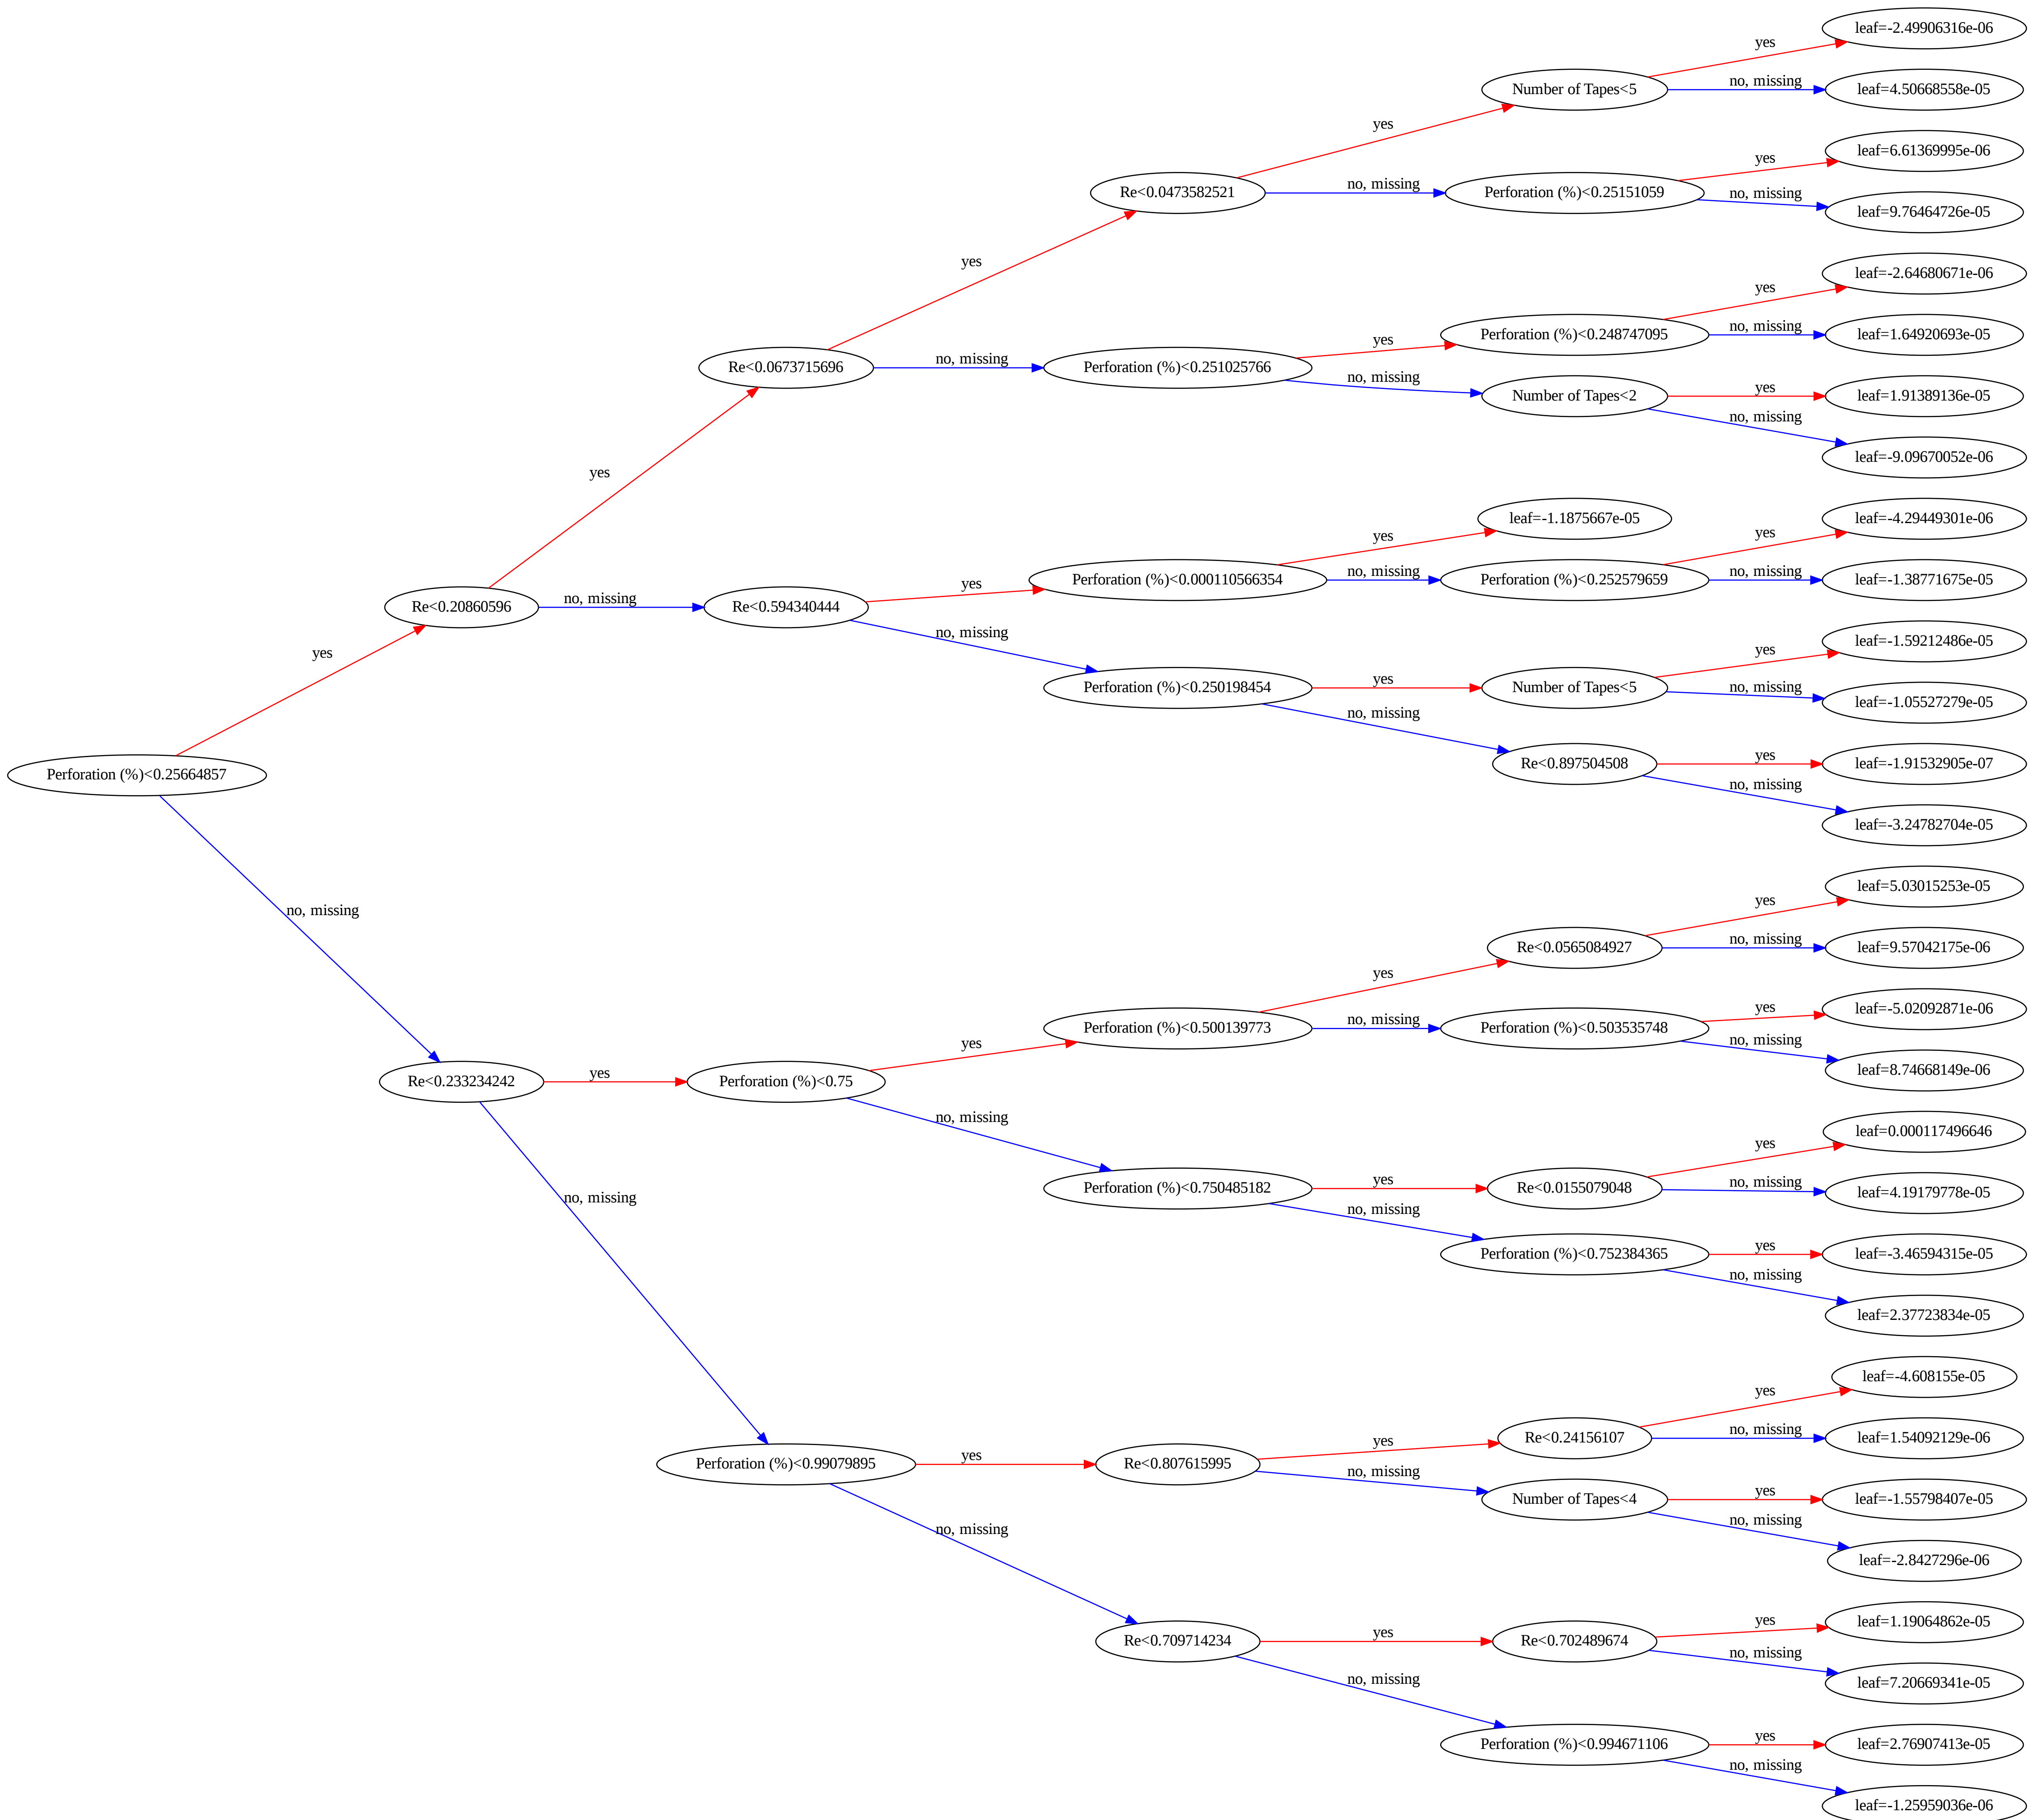 leaf=-2.49906316e-06
yes
Number of Tapes<5
no, missing
leaf=4.50668558e-05
yes
leaf=6.61369995e-06
yes
Re<0.0473582521
no, missing
Perforation (%)<0.25151059
no, missing
leaf=9.76464726e-05
yes
leaf=-2.64680671e-06
yes
Perforation (%)<0.248747095
no, missing
leaf=1.64920693e-05
yes
Re<0.0673715696
no, missing
Perforation (%)<0.251025766
no, missing
Number of Tapes<2
yes
leaf=1.91389136e-05
no, missing
leaf=-9.09670052e-06
yes
leaf=-1.1875667e-05
yes
leaf=-4.29449301e-06
yes
Perforation (%)<0.000110566354
no, missing
Perforation (%)<0.252579659
no, missing
leaf=-1.38771675e-05
yes
Re<0.20860596
no, missing
Re<0.594340444
no, missing
leaf=-1.59212486e-05
yes
Perforation (%)<0.250198454
yes
Number of Tapes<5
no, missing
leaf=-1.05527279e-05
yes
no, missing
Re<0.897504508
yes
leaf=-1.91532905e-07
no, missing
leaf=-3.24782704e-05
Perforation (%)<0.25664857
no, missing
leaf=5.03015253e-05
yes
Re<0.0565084927
no, missing
leaf=9.57042175e-06
yes
leaf=-5.02092871e-06
yes
Perforation (%)<0.500139773
no, missing
Perforation (%)<0.503535748
no, missing
leaf=8.74668149e-06
yes
Re<0.233234242
yes
Perforation (%)<0.75
no, missing
leaf=0.000117496646
yes
Perforation (%)<0.750485182
yes
Re<0.0155079048
no, missing
leaf=4.19179778e-05
no, missing
Perforation (%)<0.752384365
yes
leaf=-3.46594315e-05
no, missing
leaf=2.37723834e-05
no, missing
leaf=-4.608155e-05
yes
Re<0.24156107
no, missing
leaf=1.54092129e-06
yes
Perforation (%)<0.99079895
yes
Re<0.807615995
no, missing
Number of Tapes<4
yes
leaf=-1.55798407e-05
no, missing
leaf=-2.8427296e-06
no, missing
leaf=1.19064862e-05
yes
Re<0.709714234
yes
Re<0.702489674
no, missing
leaf=7.20669341e-05
no, missing
Perforation (%)<0.994671106
yes
leaf=2.76907413e-05
no, missing
leaf=-1.25959036e-06